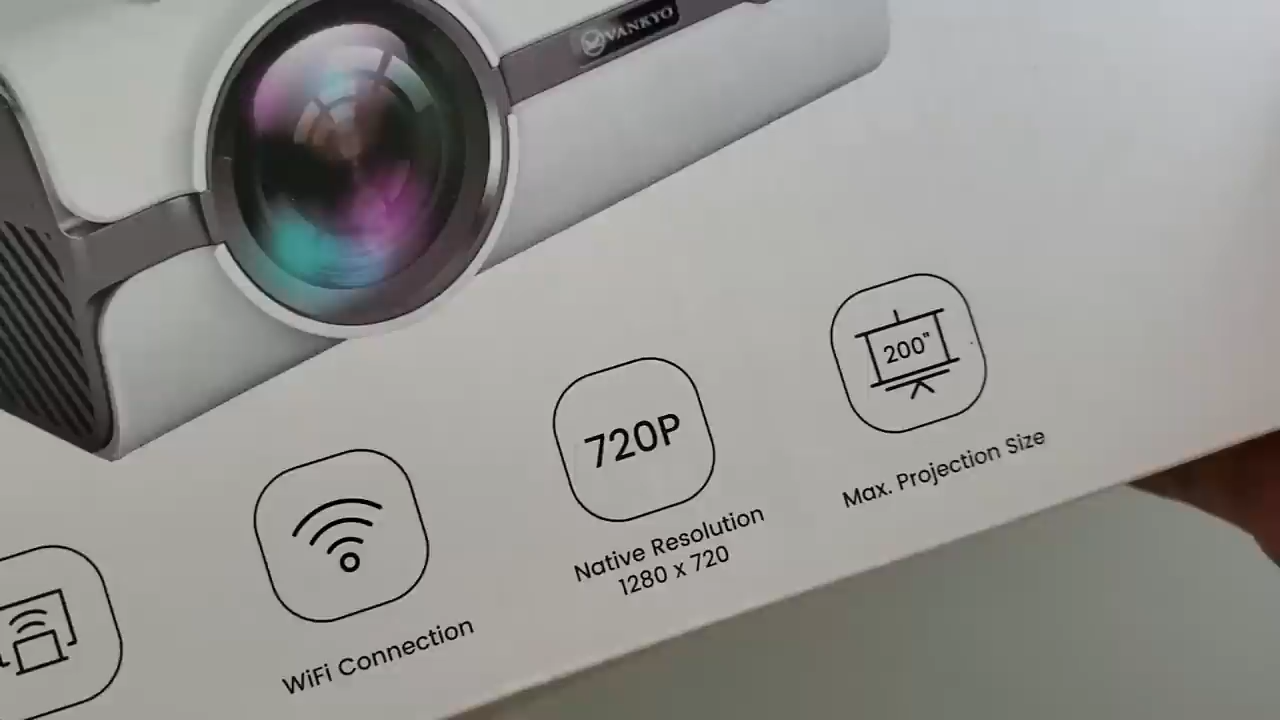 VANKYO
WiFi Connection
720P
Native Resolution
1280 x 720
200"
Max. Projection Size